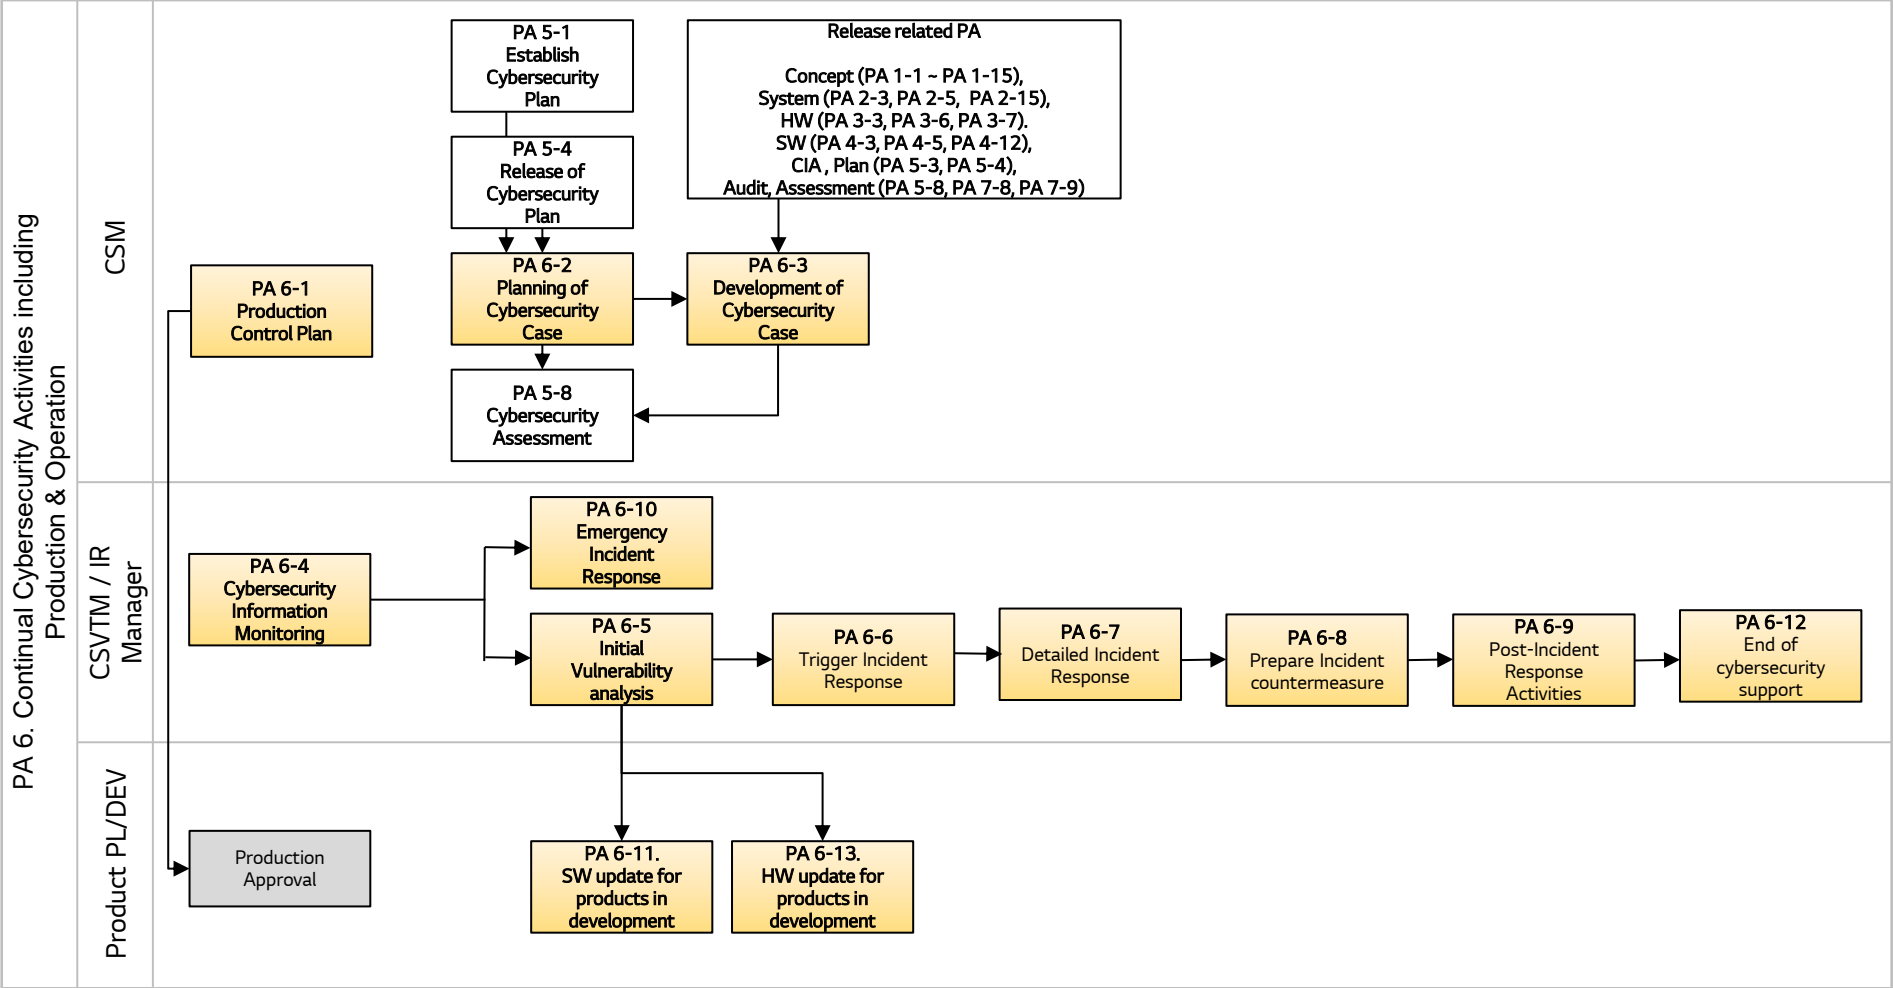 PA 6. Continual Cybersecurity Activities including
Production & Operation
CSM
PA 5-1
Establish
Cybersecurity
Plan
PA 5-4
Release of
Cybersecurity
Plan
Release related PA
Concept (PA 1-1 ~ PA 1-15),
System (PA 2-3, PA 2-5,  PA 2-15),
HW (PA 3-3, PA 3-6, PA 3-7).
SW (PA 4-3, PA 4-5, PA 4-12),
CIA , Plan (PA 5-3, PA 5-4),
Audit, Assessment (PA 5-8, PA 7-8, PA 7-9)
PA 6-1
Production
Control Plan
PA 6-2
Planning of
Cybersecurity
Case
PA 6-3
Development of
Cybersecurity
Case
PA 5-8
Cybersecurity
Assessment
CSVTM / IR
Manager
PA 6-4
Cybersecurity
Information
Monitoring
PA 6-10
Emergency
Incident
Response
PA 6-5
Initial
Vulnerability
analysis
PA 6-6
Trigger Incident
Response
PA 6-7
Detailed Incident
Response
PA 6-8
Prepare Incident
countermeasure
PA 6-9
Post-Incident
Response
Activities
PA 6-12
End of
cybersecurity
support
Product PL/DEV
Production
Approval
PA 6-11.
SW update for
products in
development
PA 6-13.
HW update for
products in
development